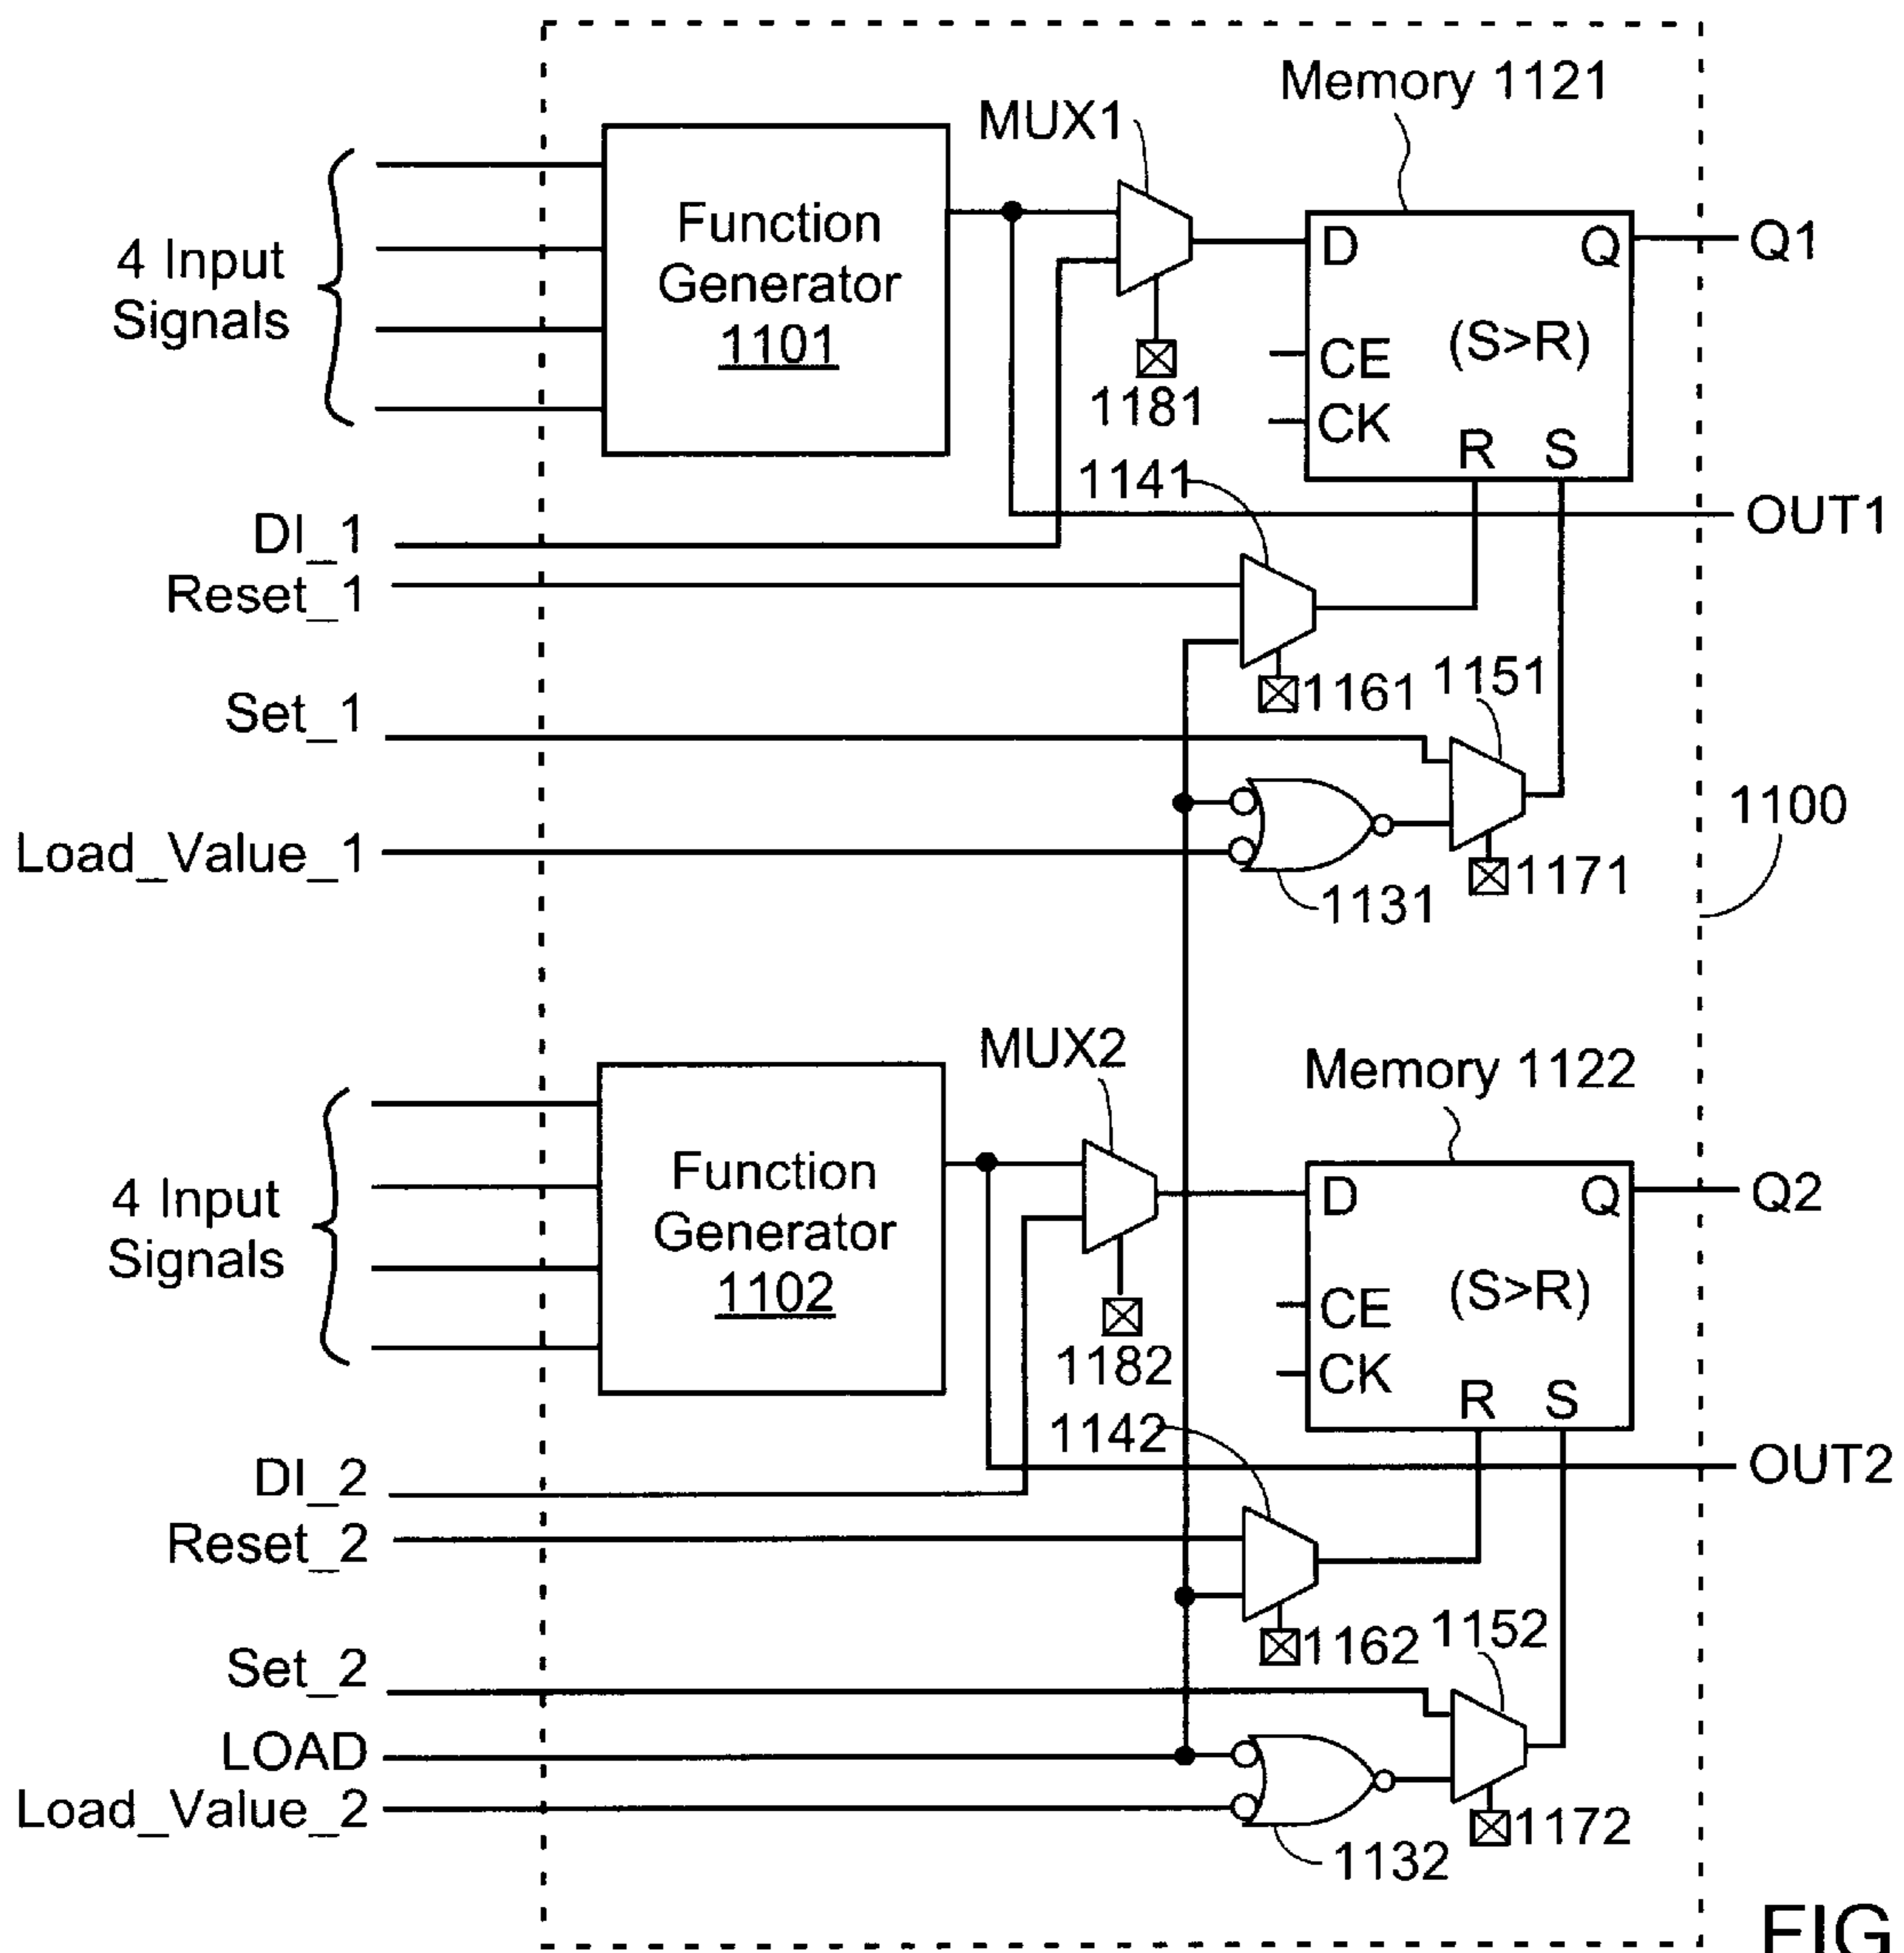 Memory 1121
MUX1
4 Input
Signals
Function
Generator
1101
D
Q
Q1
CE
(S>R)
CK
R
S
1181
1141
OUT1
DI_1
Reset_1
1161
1151
Set_1
1100
Load_Value_1
1171
1131
MUX2
Memory 1122
4 Input
Signals
Function
Generator
1102
D
Q
Q2
CE
(S>R)
CK
R
S
1182
1142
OUT2
DI_2
Reset_2
1162
1152
Set_2
LOAD
Load_Value_2
1172
1132
FIG